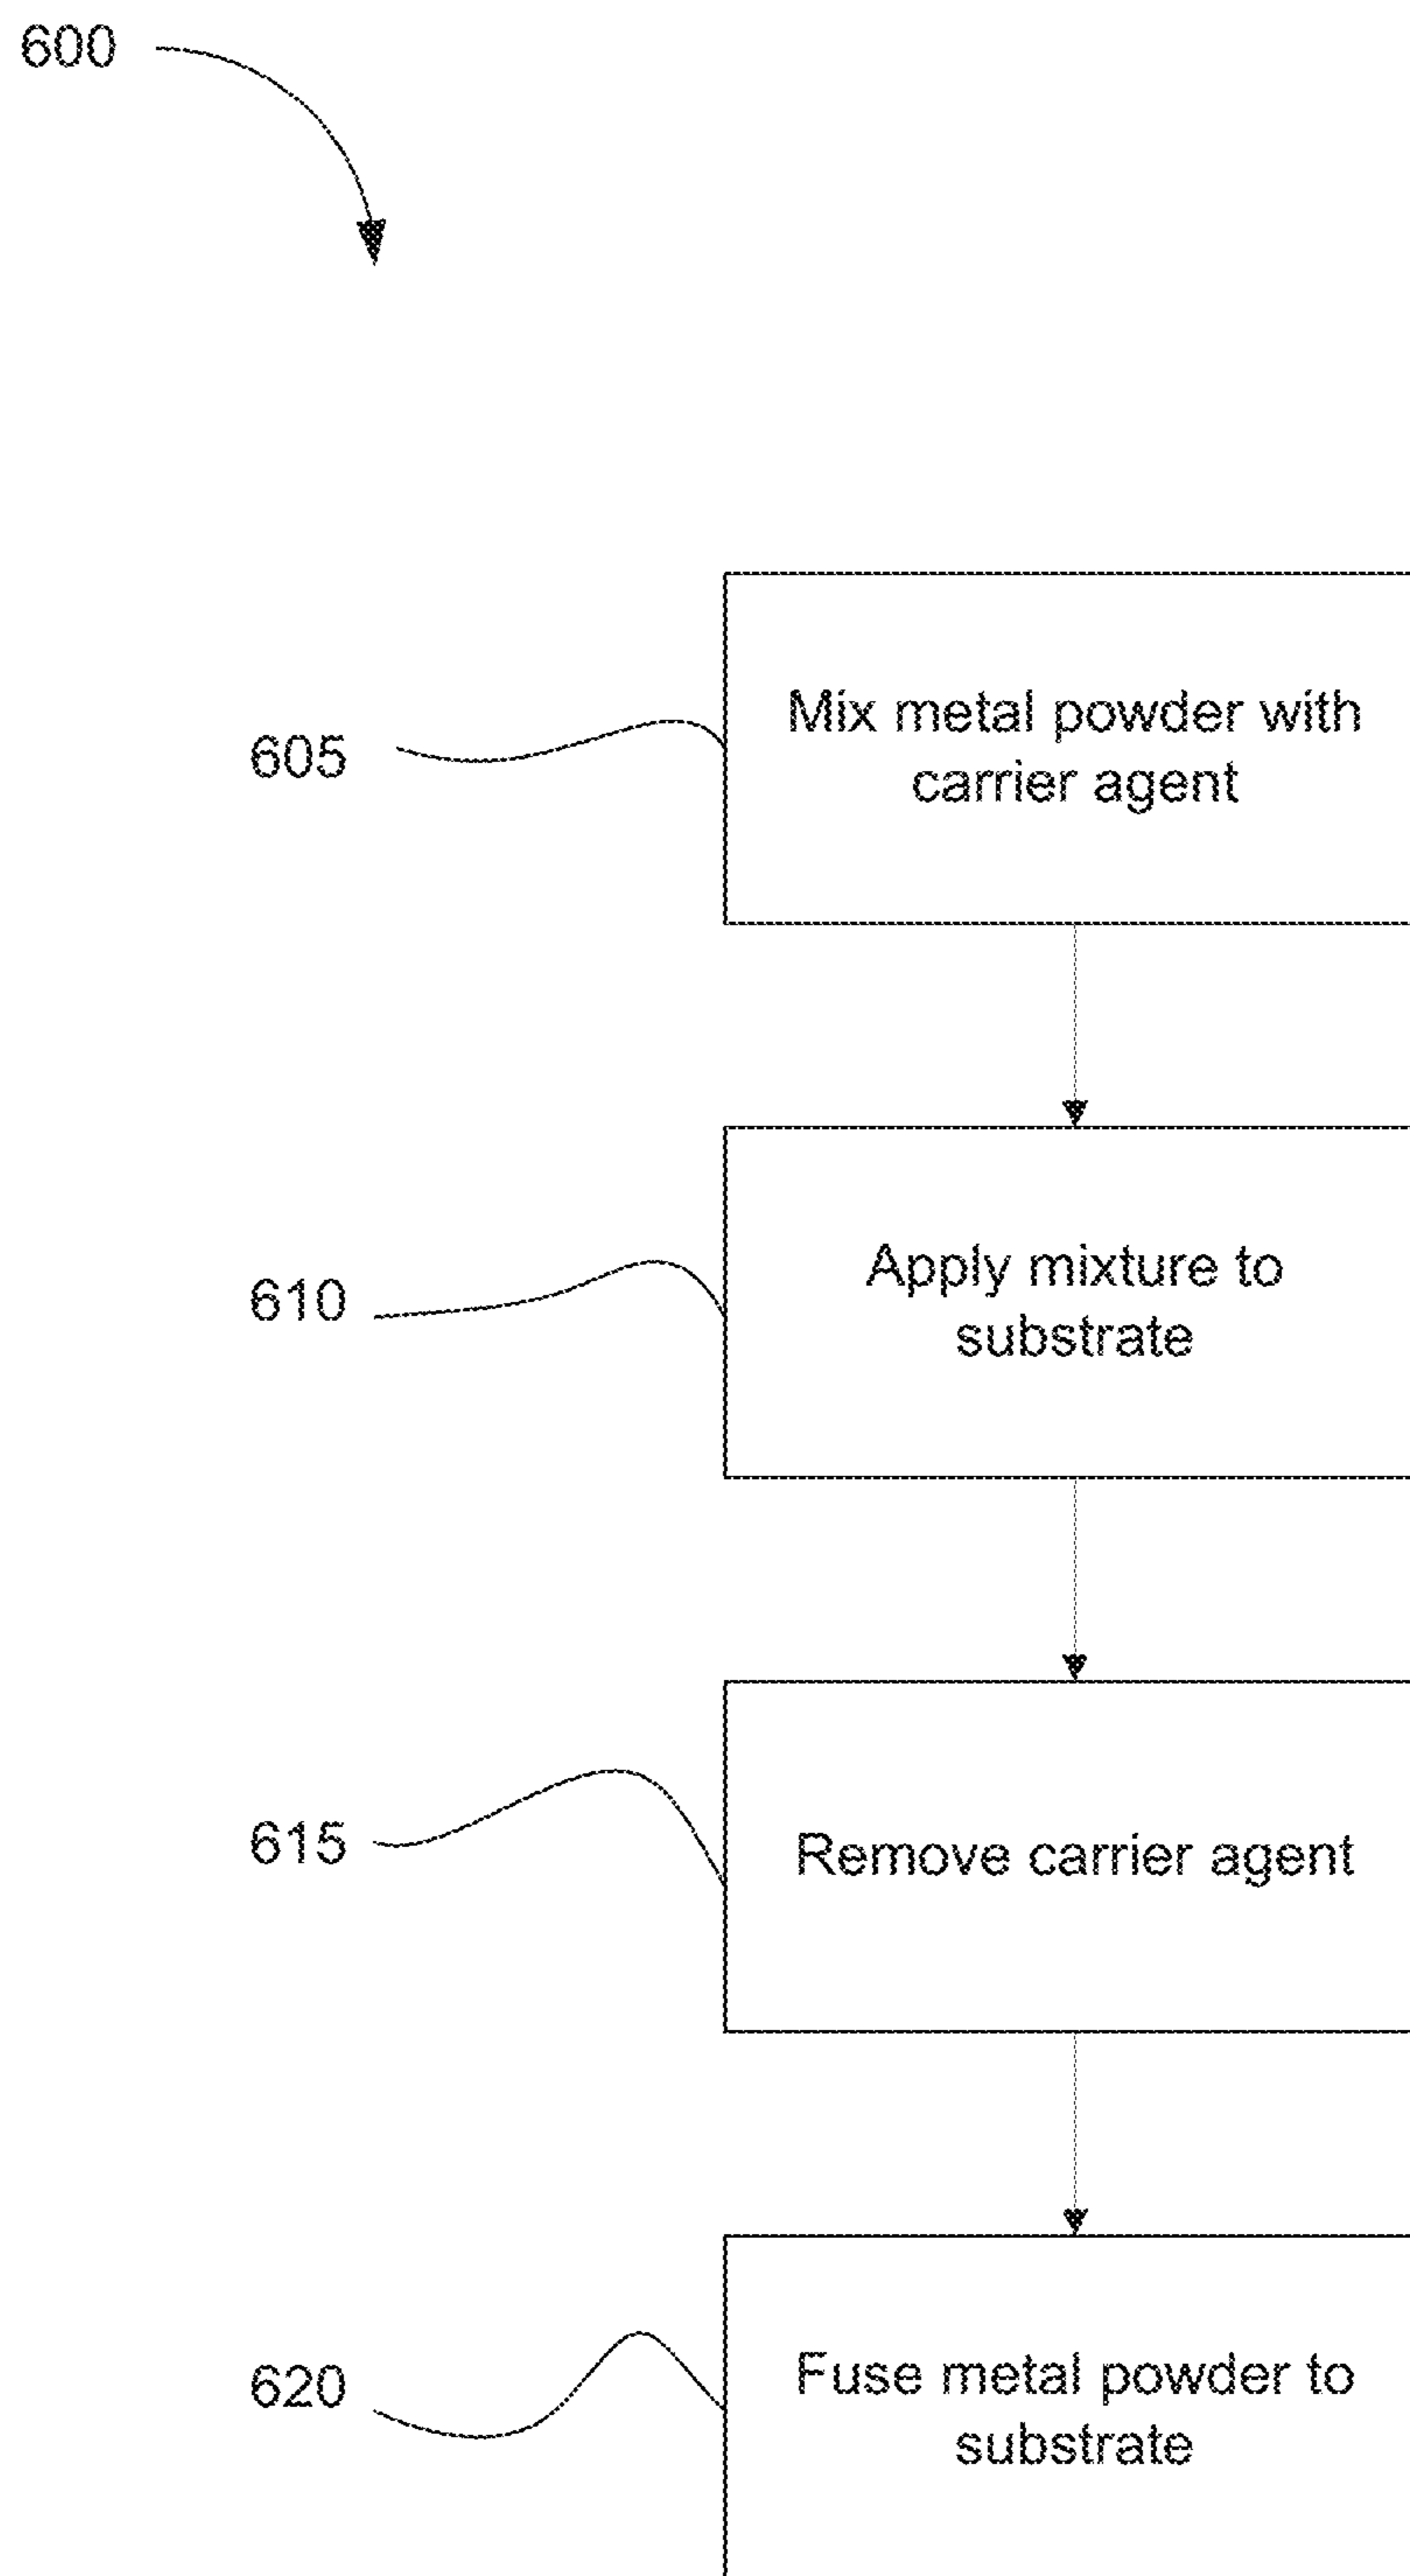 600
605
Mix metal powder with
carrier agent
610
Apply mixture to
substrate
615
Remove carrier agent
620
Fuse metal powder to
substrate